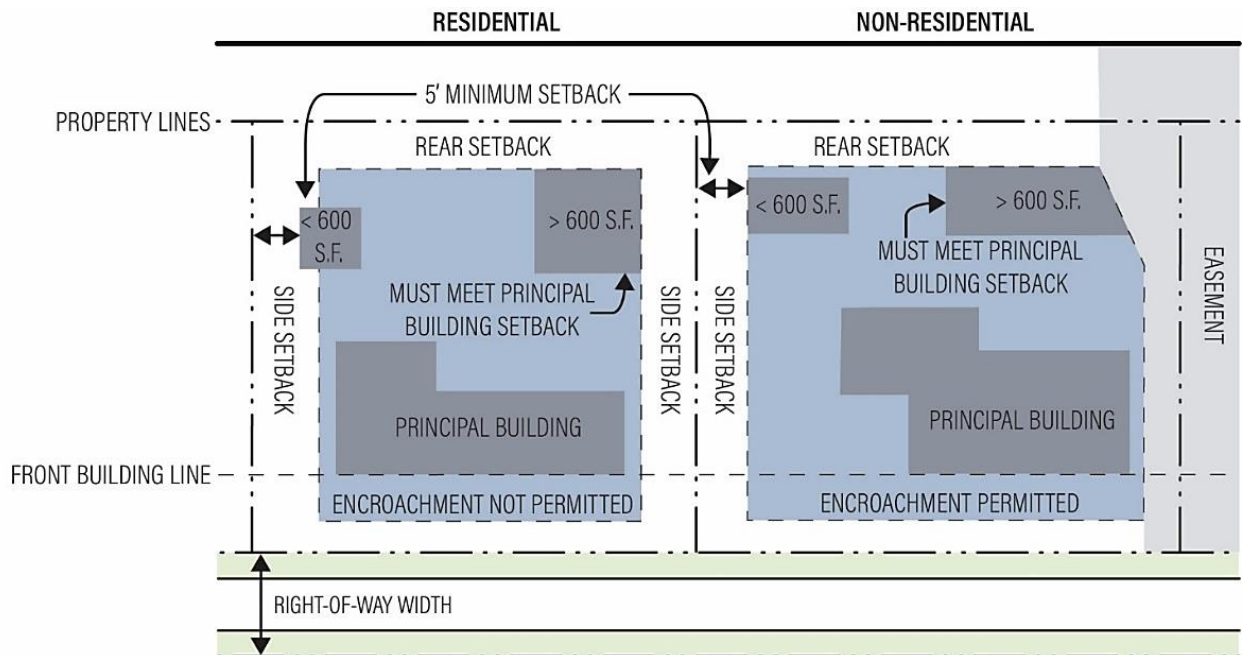 RESIDENTIAL
NON-RESIDENTIAL
5' MINIMUM SETBACK
PROPERTY LINES
REAR SETBACK
REAR SETBACK
< 600
S.F.
> 600 S.F.
< 600 S.F.
> 600 S.F.
MUST MEET PRINCIPAL
BUILDING SETBACK
MUST MEET PRINCIPAL
BUILDING SETBACK
SIDE SETBACK
SIDE SETBACK
SIDE SETBACK
EASEMENT
PRINCIPAL BUILDING
PRINCIPAL BUILDING
FRONT BUILDING LINE
ENCROACHMENT NOT PERMITTED
ENCROACHMENT PERMITTED
RIGHT-OF-WAY WIDTH